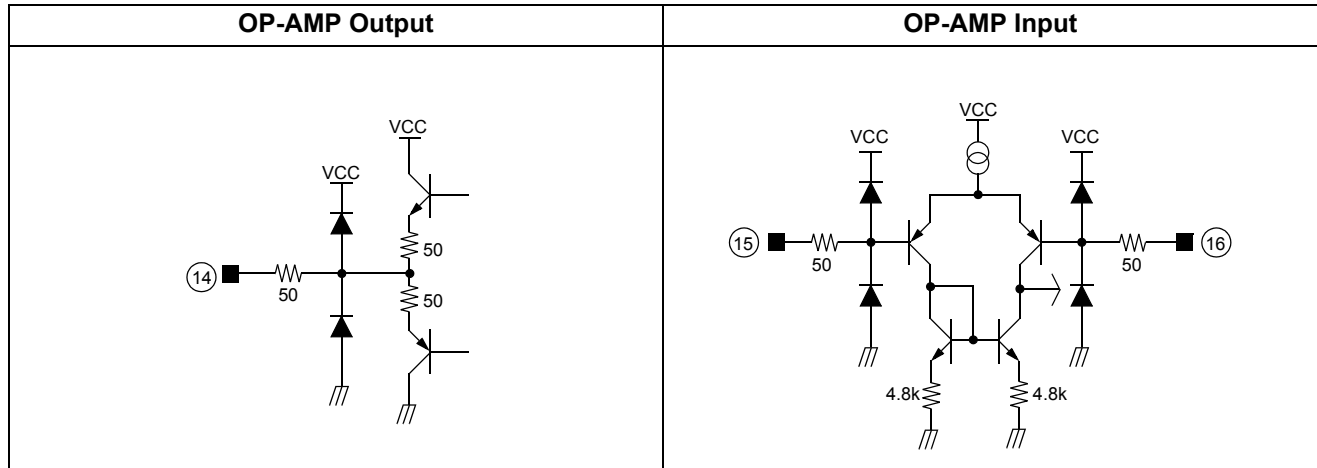 OP-AMP Output
OP-AMP Input
VCC
VCC
50
50
14
50
VCC
VCC
VCC
15
50
50
16
4.8k
4.8k